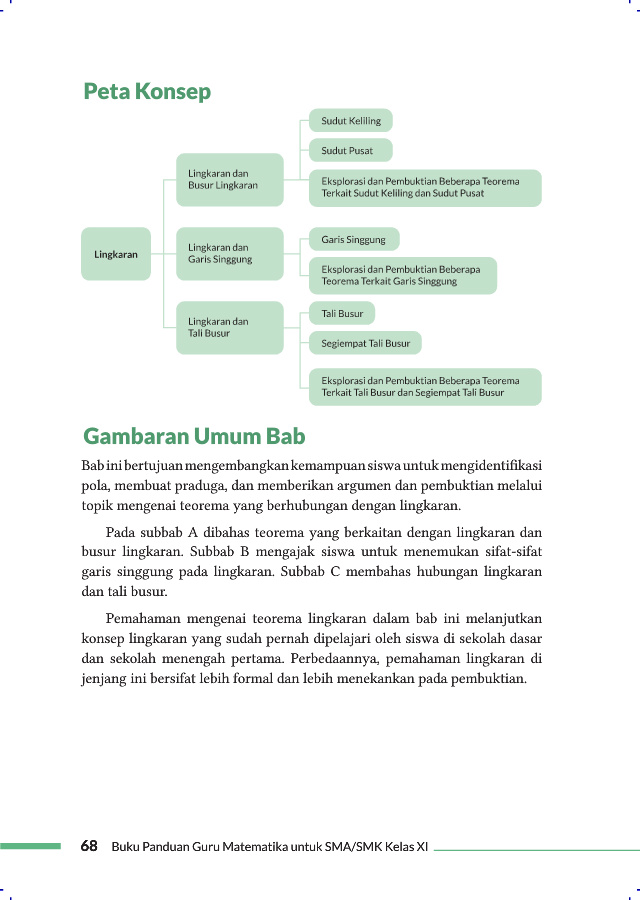 Peta Konsep
Lingkaran
Lingkaran dan
Busur Lingkaran
Sudut Keliling
Sudut Pusat
Eksplorasi dan Pembuktian Beberapa Teorema
Terkait Sudut Keliling dan Sudut Pusat
Lingkaran dan
Garis Singgung
Garis Singgung
Eksplorasi dan Pembuktian Beberapa
Teorema Terkait Garis Singgung
Lingkaran dan
Tali Busur
Tali Busur
Segiempat Tali Busur
Eksplorasi dan Pembuktian Beberapa Teorema
Terkait Tali Busur dan Segiempat Tali Busur
Gambaran Umum Bab
Bab ini bertujuan mengembangkan kemampuan siswa untuk mengidentifikasi
pola, membuat praduga, dan memberikan argumen dan pembuktian melalui
topik mengenai teorema yang berhubungan dengan lingkaran.
Pada subbab A dibahas teorema yang berkaitan dengan lingkaran dan
busur lingkaran. Subbab B mengajak siswa untuk menemukan sifat-sifat
garis singgung pada lingkaran. Subbab C membahas hubungan lingkaran
dan tali busur.
Pemahaman mengenai teorema lingkaran dalam bab ini melanjutkan
konsep lingkaran yang sudah pernah dipelajari oleh siswa di sekolah dasar
dan sekolah menengah pertama. Perbedaannya, pemahaman lingkaran di
jenjang ini bersifat lebih formal dan lebih menekankan pada pembuktian.
68 Buku Panduan Guru Matematika untuk SMA/SMK Kelas XI